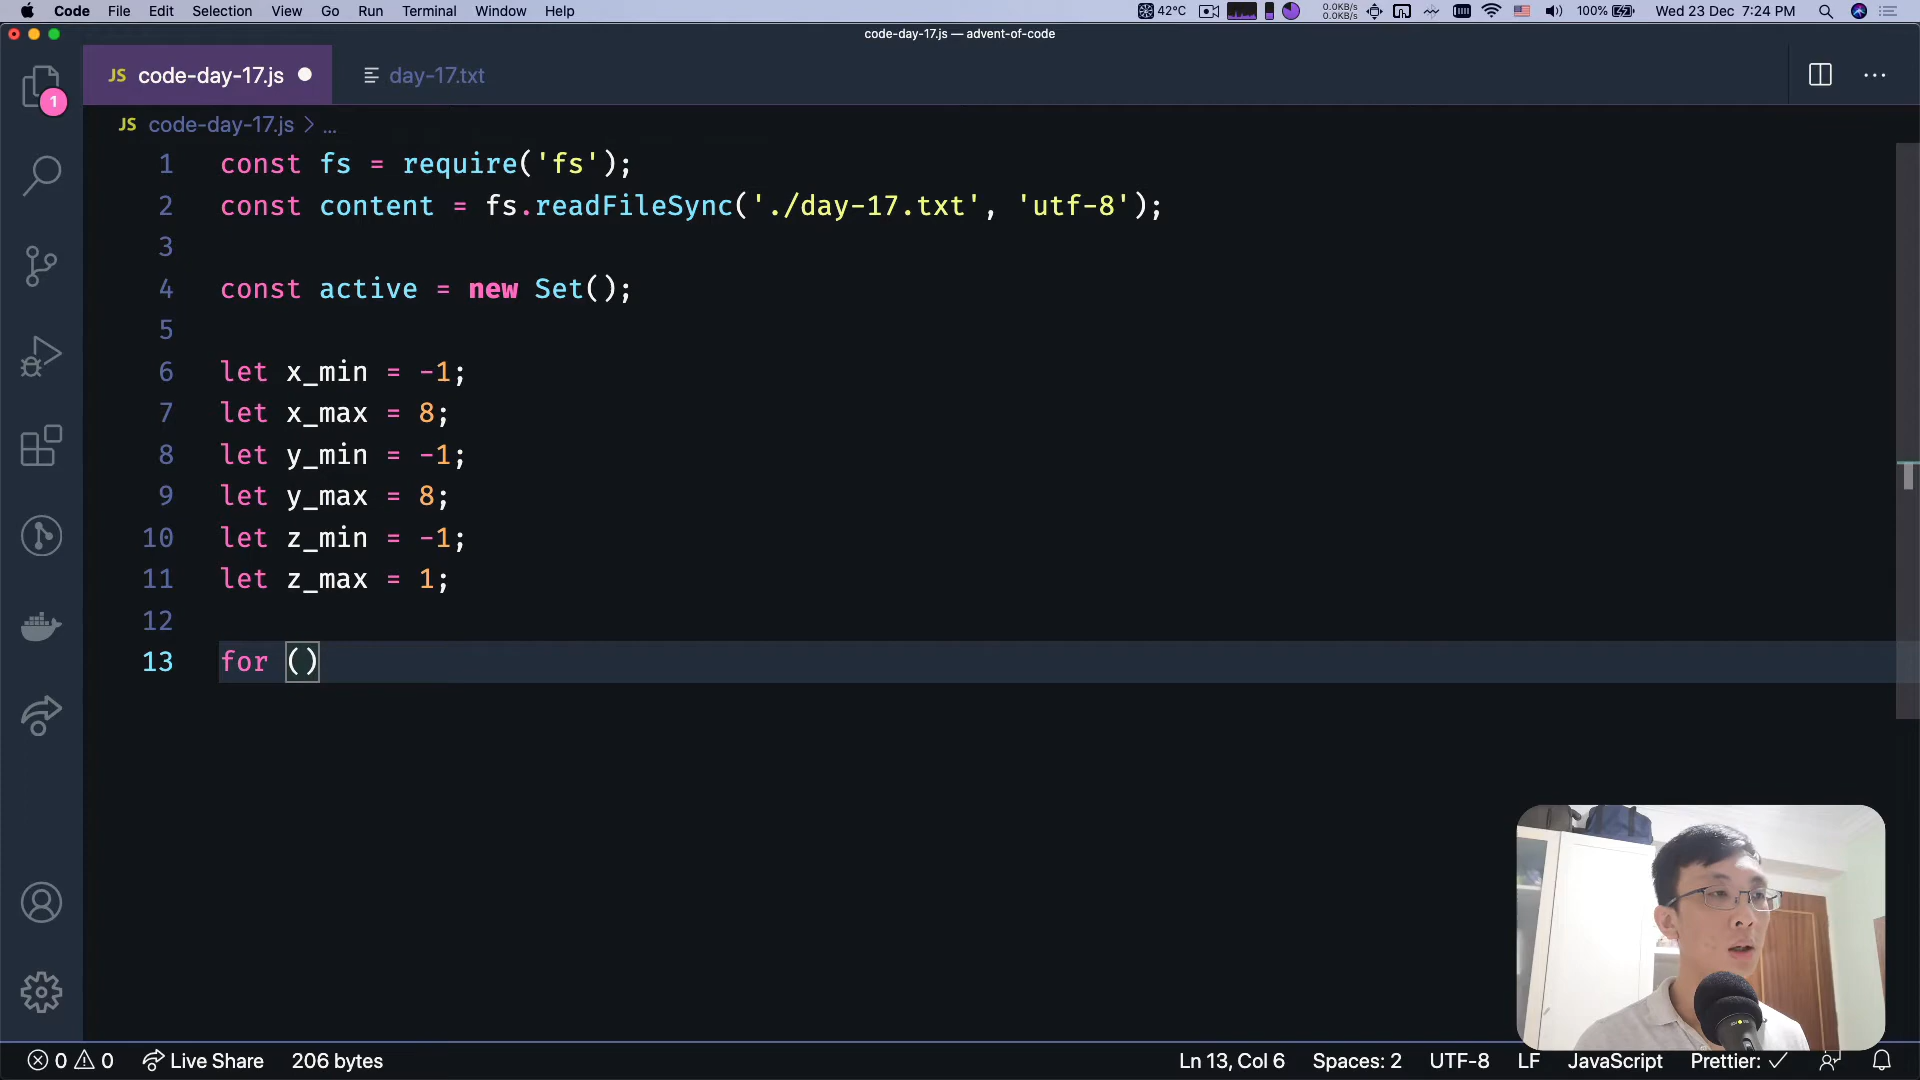 Code File Edit Selection View Go Run Terminal Window Help 42°C 0.0KB/s 0.0KB/s 100% Wed 23 Dec 7:24 PM
code-day-17.js — advent-of-code
JS code-day-17.js day-17.txt
1
JS code-day-17.js > ...
1 const fs = require('fs');
2 const content = fs.readFileSync('./day-17.txt', 'utf-8');
3
4 const active = new Set();
5
6 let x_min = -1;
7 let x_max = 8;
8 let y_min = -1;
9 let y_max = 8;
10 let z_min = -1;
11 let z_max = 1;
12
13 for ()
0 0 Live Share 206 bytes Ln 13, Col 6 Spaces: 2 UTF-8 LF JavaScript Prettier: ✓